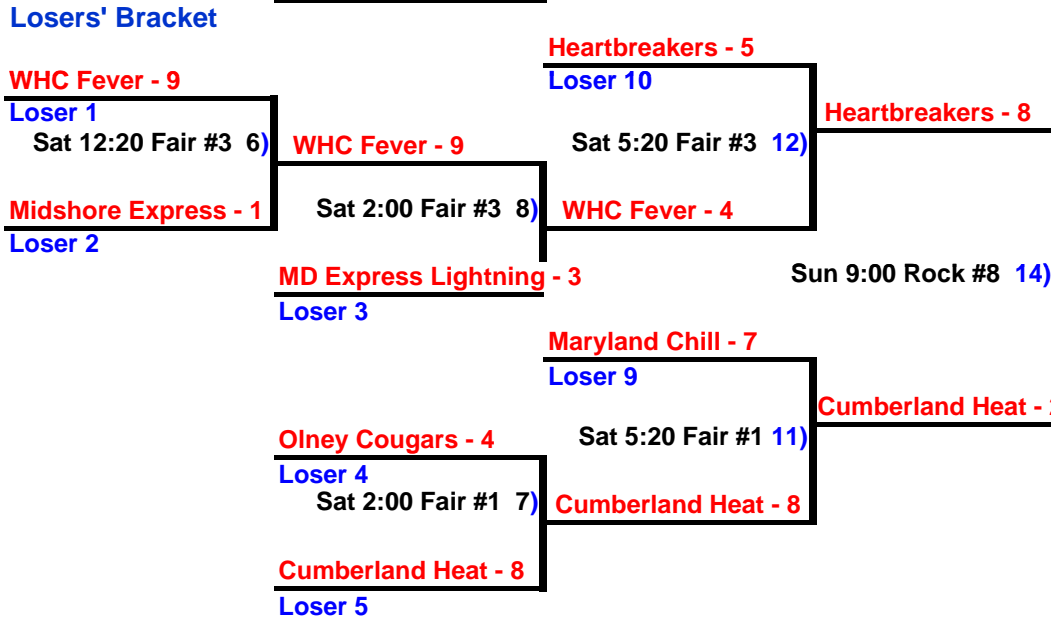 Losers' Bracket
Heartbreakers - 5
Loser 10
WHC Fever - 9
Loser 1
Heartbreakers - 8
Sat 12:20 Fair #3 6)
WHC Fever - 9
Sat 5:20 Fair #3 12)
Midshore Express - 1
Loser 2
Sat 2:00 Fair #3 8)
WHC Fever - 4
MD Express Lightning - 3
Loser 3
Sun 9:00 Rock #8 14)
Maryland Chill - 7
Loser 9
Cumberland Heat -
Olney Cougars - 4
Loser 4
Sat 5:20 Fair #1 11)
Sat 2:00 Fair #1 7)
Cumberland Heat - 8
Cumberland Heat - 8
Loser 5